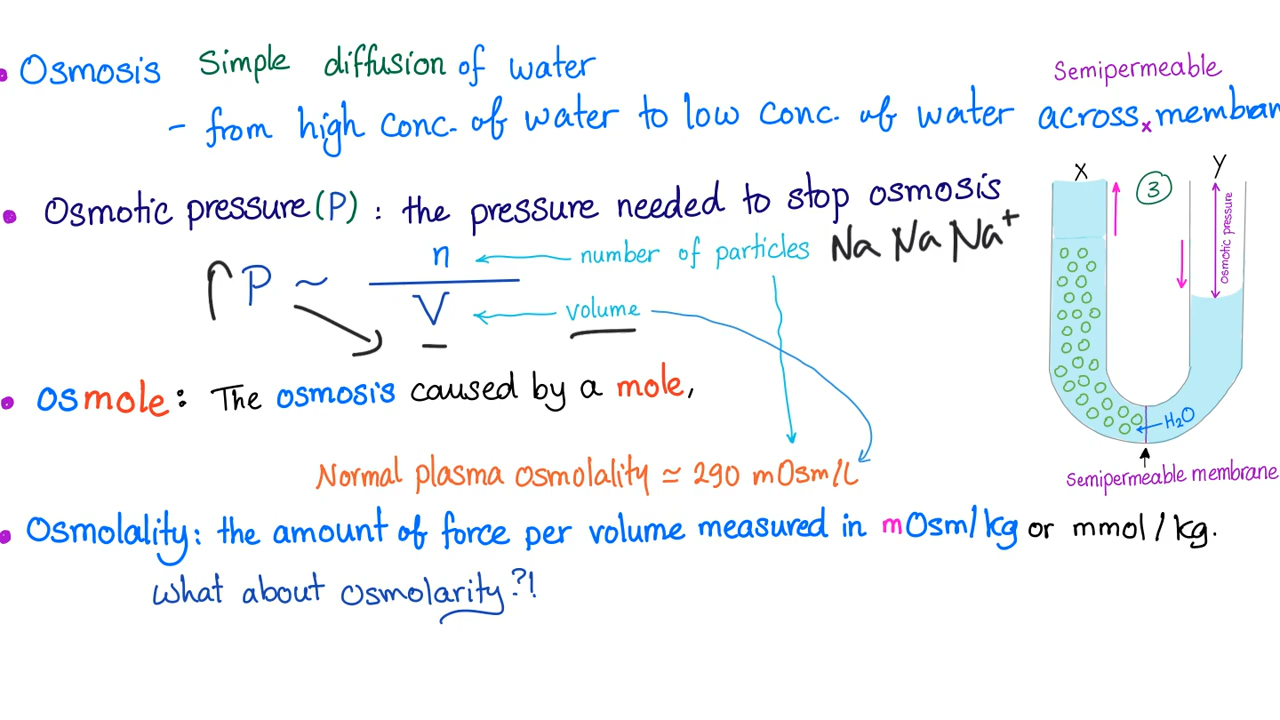 • Osmosis Simple diffusion of water
Semipermeable
- from high conc. of water to low conc. of water across x membran
• Osmotic pressure (P) : the pressure needed to stop osmosis
↑ P ~ n / V
number of particles Na Na Na+
volume
• osmole: The osmosis caused by a mole,
Normal plasma osmolality ≃ 290 mOsm/L
• Osmolality: the amount of force per volume measured in mOsm/kg or mmol/kg.
What about osmolarity?!
X
Y
3
osmotic pressure
H2O
Semipermeable membrane